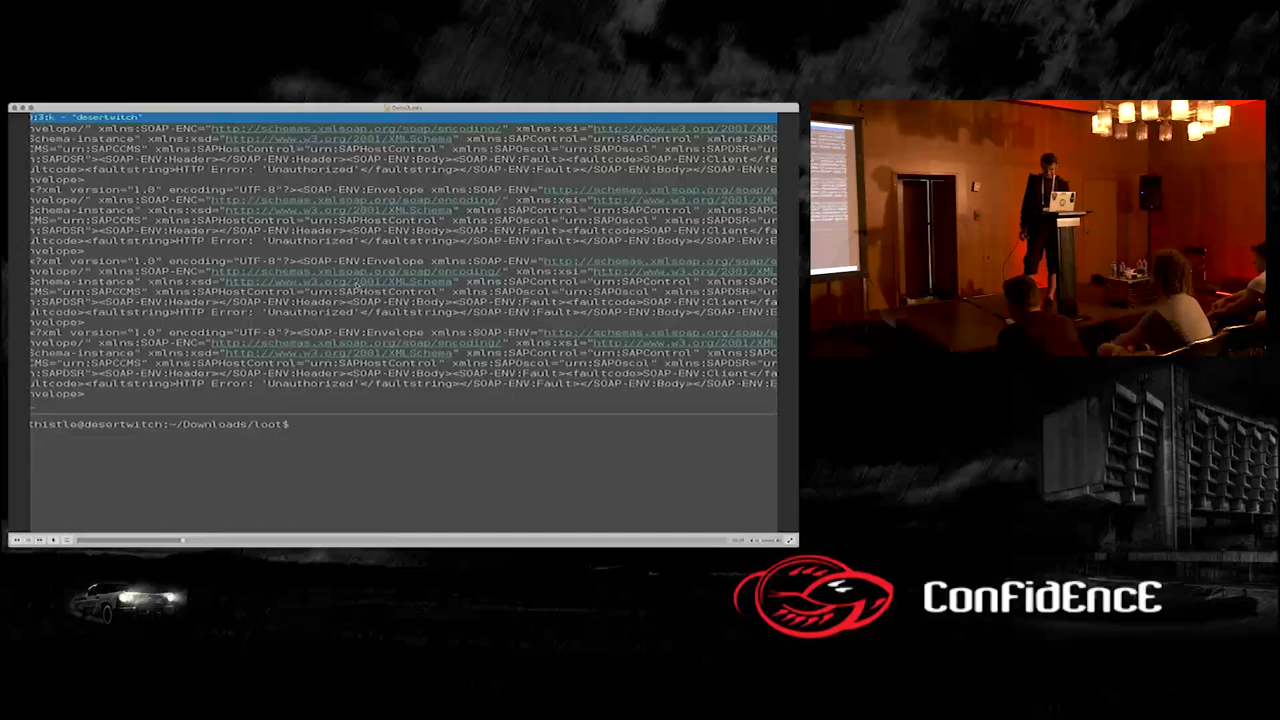 0:3:k - "desertwitch"
nvelope/" xmlns:SOAP-ENC="http://schemas.xmlsoap.org/soap/encoding/" xmlns:xsi="http://www.w3.org/2001/XML
Schema-instance" xmlns:xsd="http://www.w3.org/2001/XMLSchema" xmlns:SAPControl="urn:SAPControl" xmlns:SAPC
CMS="urn:SAPCCMS" xmlns:SAPHostControl="urn:SAPHostControl" xmlns:SAPOscol="urn:SAPOscol" xmlns:SAPDSR="ur
n:SAPDSR"><SOAP-ENV:Header></SOAP-ENV:Header><SOAP-ENV:Body><SOAP-ENV:Fault><faultcode>SOAP-ENV:Client</fa
ultcode><faultstring>HTTP Error: 'Unauthorized'</faultstring></SOAP-ENV:Fault></SOAP-ENV:Body></SOAP-ENV:E
nvelope>
<?xml version="1.0" encoding="UTF-8"?><SOAP-ENV:Envelope xmlns:SOAP-ENV="http://schemas.xmlsoap.org/soap/e
nvelope/" xmlns:SOAP-ENC="http://schemas.xmlsoap.org/soap/encoding/" xmlns:xsi="http://www.w3.org/2001/XML
Schema-instance" xmlns:xsd="http://www.w3.org/2001/XMLSchema" xmlns:SAPControl="urn:SAPControl" xmlns:SAPC
CMS="urn:SAPCCMS" xmlns:SAPHostControl="urn:SAPHostControl" xmlns:SAPOscol="urn:SAPOscol" xmlns:SAPDSR="ur
n:SAPDSR"><SOAP-ENV:Header></SOAP-ENV:Header><SOAP-ENV:Body><SOAP-ENV:Fault><faultcode>SOAP-ENV:Client</fa
ultcode><faultstring>HTTP Error: 'Unauthorized'</faultstring></SOAP-ENV:Fault></SOAP-ENV:Body></SOAP-ENV:E
nvelope>
<?xml version="1.0" encoding="UTF-8"?><SOAP-ENV:Envelope xmlns:SOAP-ENV="http://schemas.xmlsoap.org/soap/e
nvelope/" xmlns:SOAP-ENC="http://schemas.xmlsoap.org/soap/encoding/" xmlns:xsi="http://www.w3.org/2001/XML
Schema-instance" xmlns:xsd="http://www.w3.org/2001/XMLSchema" xmlns:SAPControl="urn:SAPControl" xmlns:SAPC
CMS="urn:SAPCCMS" xmlns:SAPHostControl="urn:SAPHostControl" xmlns:SAPOscol="urn:SAPOscol" xmlns:SAPDSR="ur
n:SAPDSR"><SOAP-ENV:Header></SOAP-ENV:Header><SOAP-ENV:Body><SOAP-ENV:Fault><faultcode>SOAP-ENV:Client</fa
ultcode><faultstring>HTTP Error: 'Unauthorized'</faultstring></SOAP-ENV:Fault></SOAP-ENV:Body></SOAP-ENV:E
nvelope>
<?xml version="1.0" encoding="UTF-8"?><SOAP-ENV:Envelope xmlns:SOAP-ENV="http://schemas.xmlsoap.org/soap/e
nvelope/" xmlns:SOAP-ENC="http://schemas.xmlsoap.org/soap/encoding/" xmlns:xsi="http://www.w3.org/2001/XML
Schema-instance" xmlns:xsd="http://www.w3.org/2001/XMLSchema" xmlns:SAPControl="urn:SAPControl" xmlns:SAPC
CMS="urn:SAPCCMS" xmlns:SAPHostControl="urn:SAPHostControl" xmlns:SAPOscol="urn:SAPOscol" xmlns:SAPDSR="ur
n:SAPDSR"><SOAP-ENV:Header></SOAP-ENV:Header><SOAP-ENV:Body><SOAP-ENV:Fault><faultcode>SOAP-ENV:Client</fa
ultcode><faultstring>HTTP Error: 'Unauthorized'</faultstring></SOAP-ENV:Fault></SOAP-ENV:Body></SOAP-ENV:E
nvelope>
thistle@desertwitch:~/Downloads/loot$
ConFidEncE